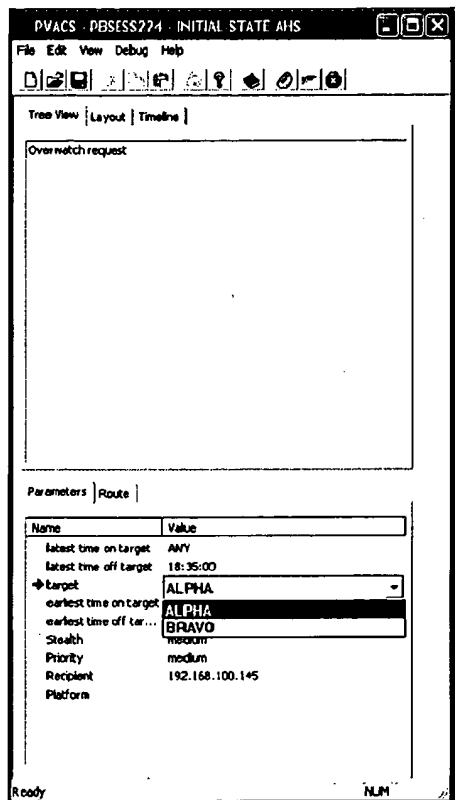 PVACS - PBSESS224 - INITIAL STATE AHS
File Edit View Debug Help
Tree View Layout Timeline
Overwatch request
Parameters Route
Name Value
latest time on target ANY
latest time off target 18:35:00
target ALPHA
earliest time on target ALPHA
earliest time off tar... BRAVO
Stealth medium
Priority medium
Recipient 192.168.100.145
Platform
Ready NUM